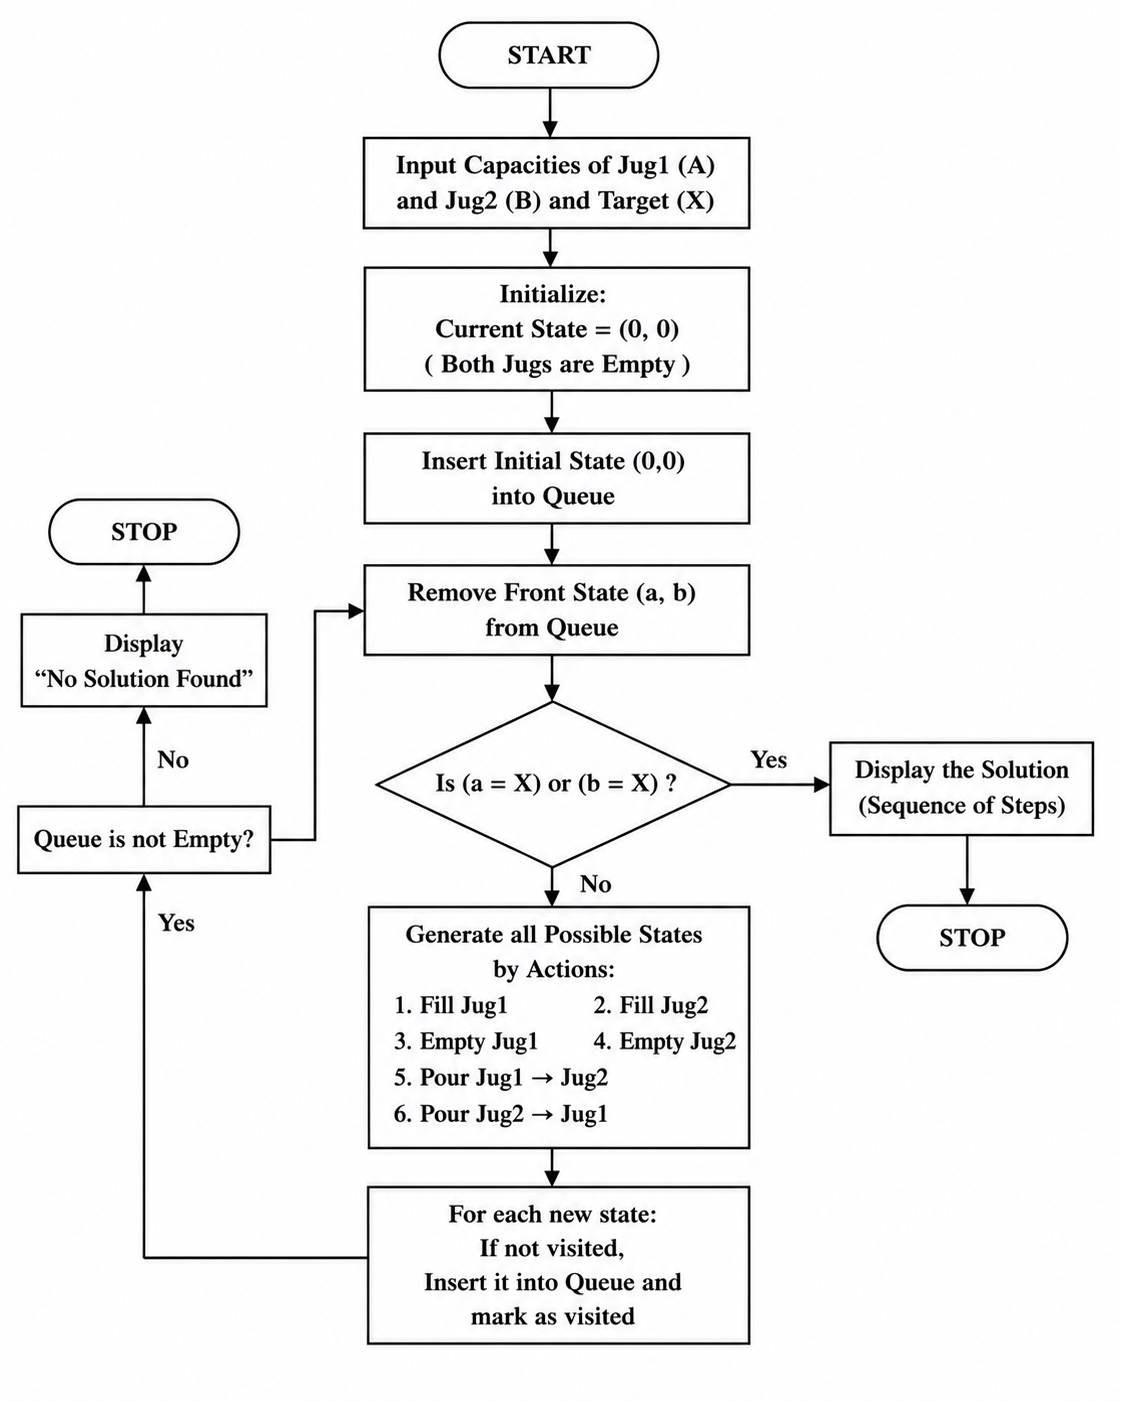 START
Input Capacities of Jug1 (A)
and Jug2 (B) and Target (X)
Initialize:
Current State = (0, 0)
( Both Jugs are Empty )
Insert Initial State (0,0)
into Queue
STOP
Remove Front State (a, b)
from Queue
Display
“No Solution Found”
No
Is (a = X) or (b = X) ?
Yes
Display the Solution
(Sequence of Steps)
Queue is not Empty?
No
Yes
STOP
Generate all Possible States
by Actions:
1. Fill Jug1 2. Fill Jug2
3. Empty Jug1 4. Empty Jug2
5. Pour Jug1 → Jug2
6. Pour Jug2 → Jug1
For each new state:
If not visited,
Insert it into Queue and
mark as visited